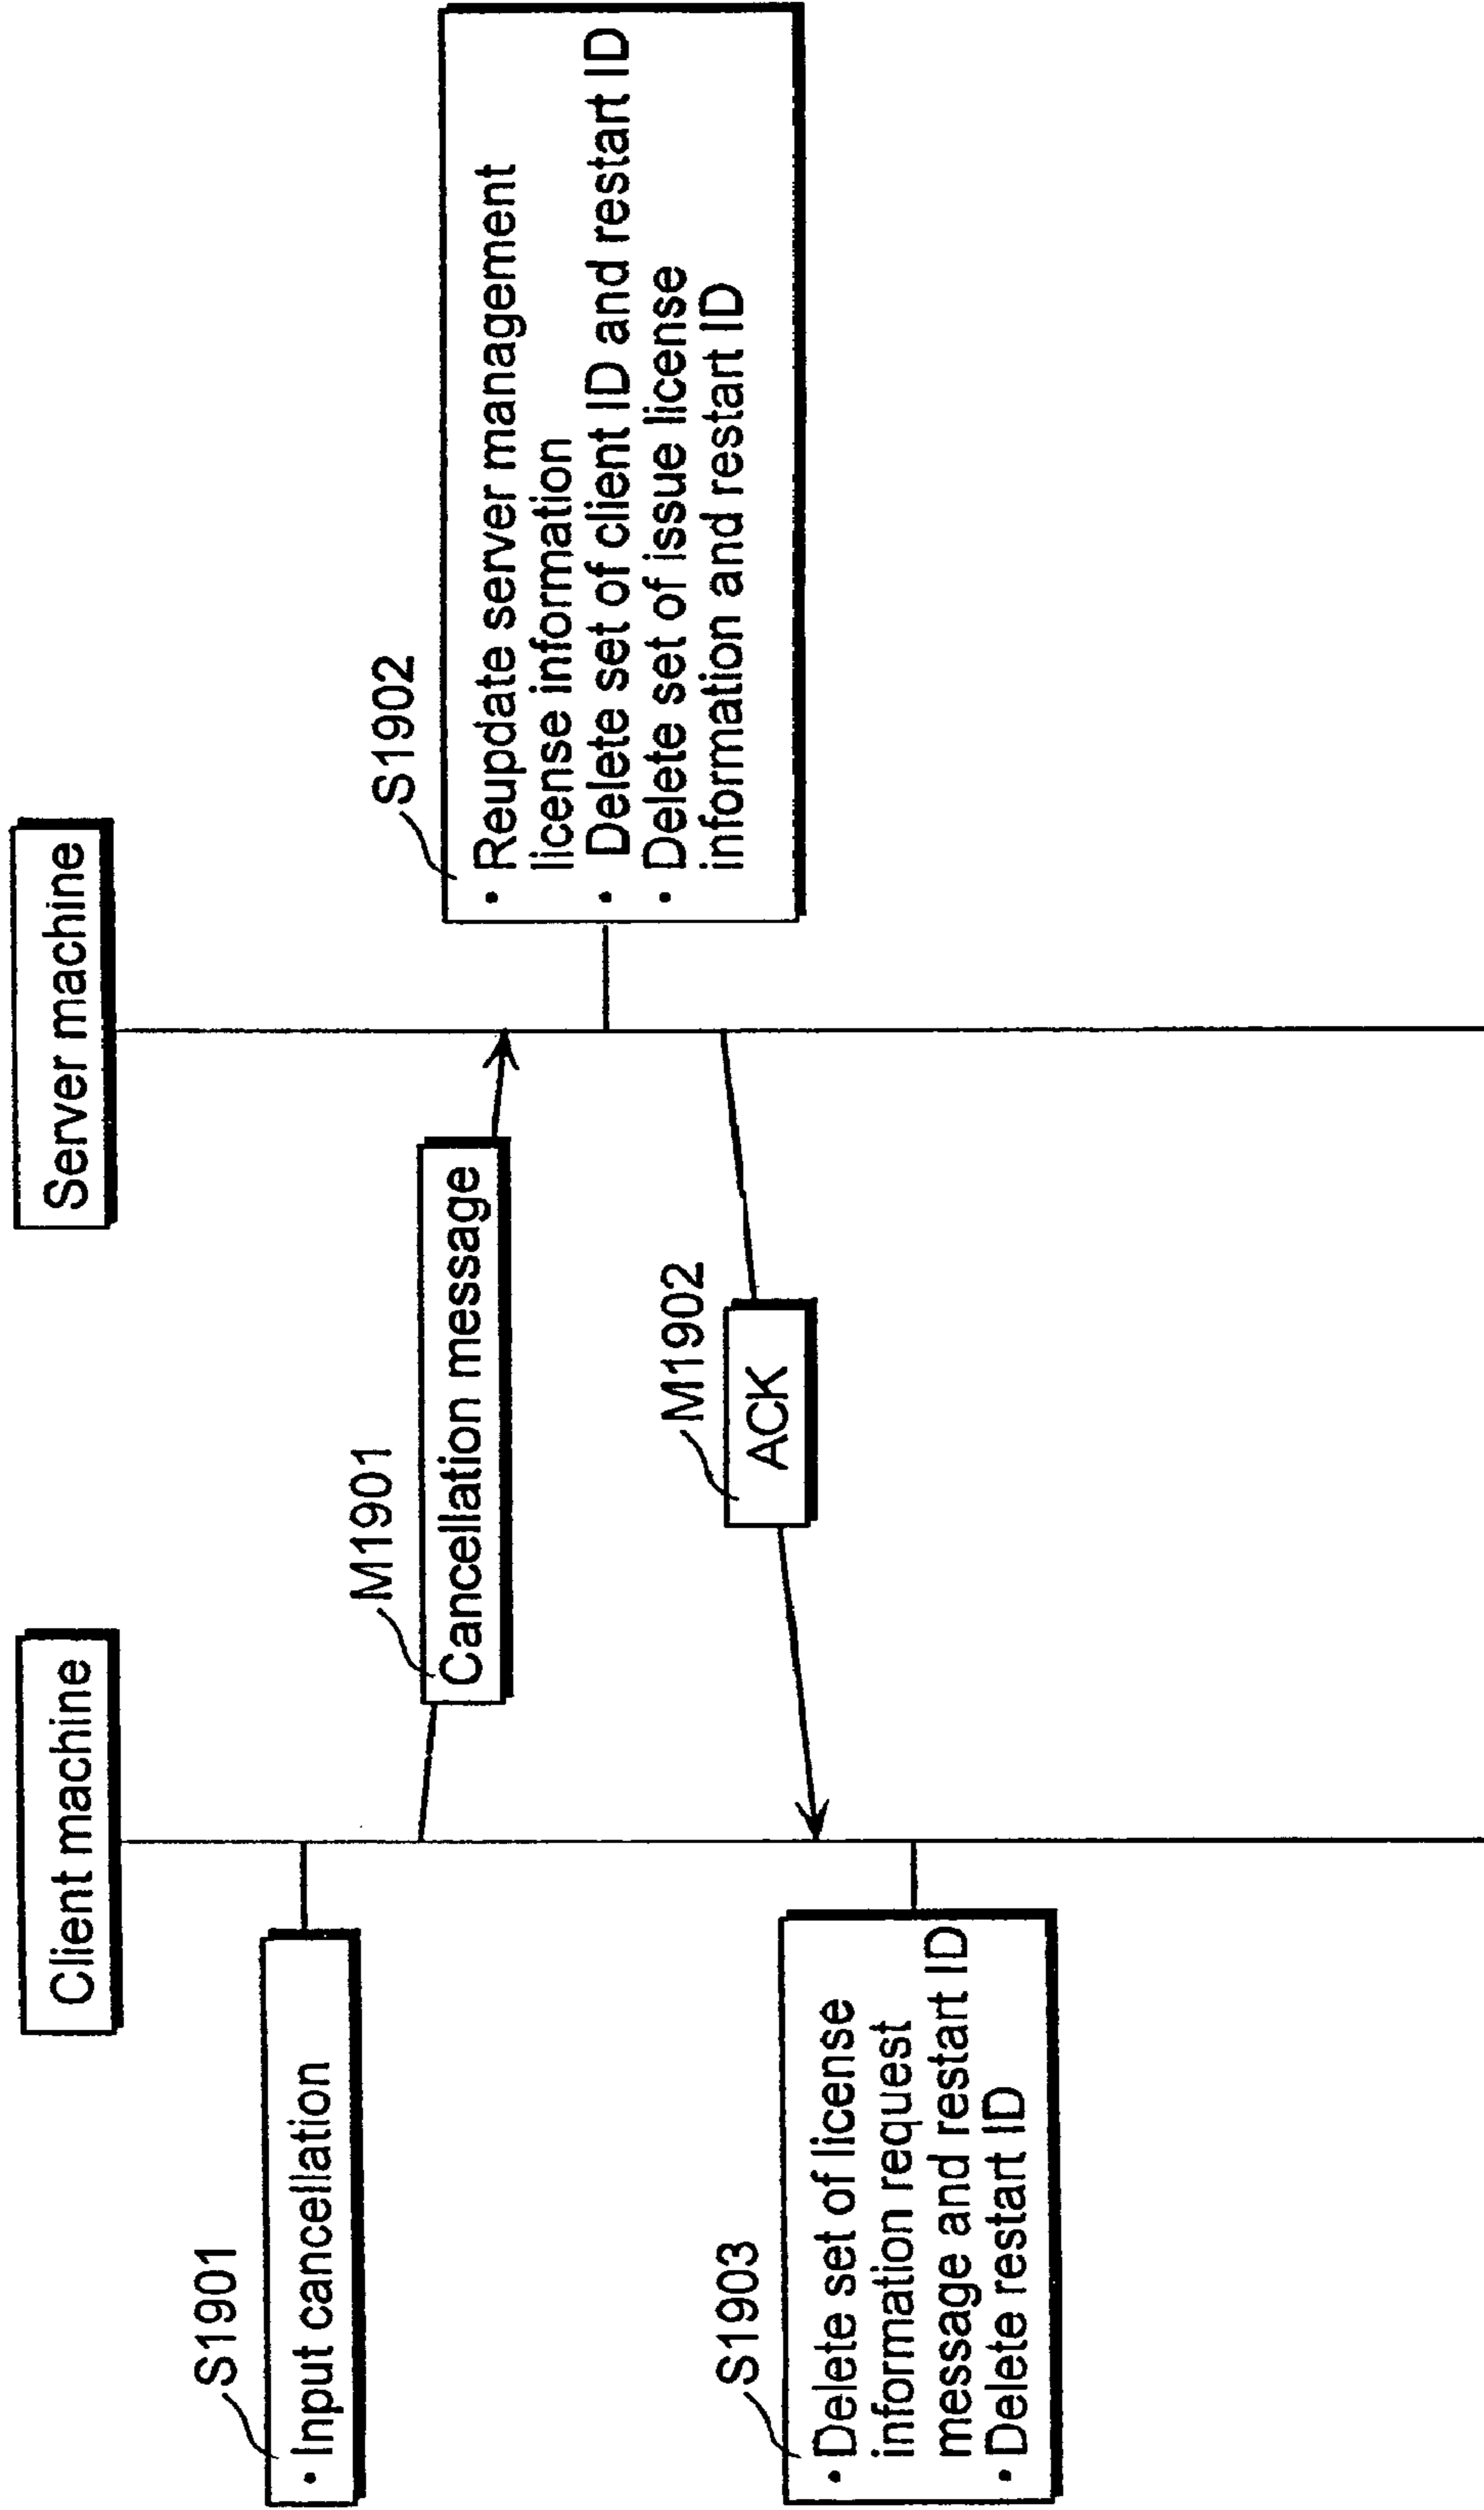 Client machine
Server machine
S1901
· Input cancellation
M1901
Cancellation message
S1902
· Reupdate server management
license information
· Delete set of client ID and restart ID
· Delete set of issue license
information and restart ID
M1902
ACK
S1903
· Delete set of license
information request
message and restart ID
· Delete restart ID